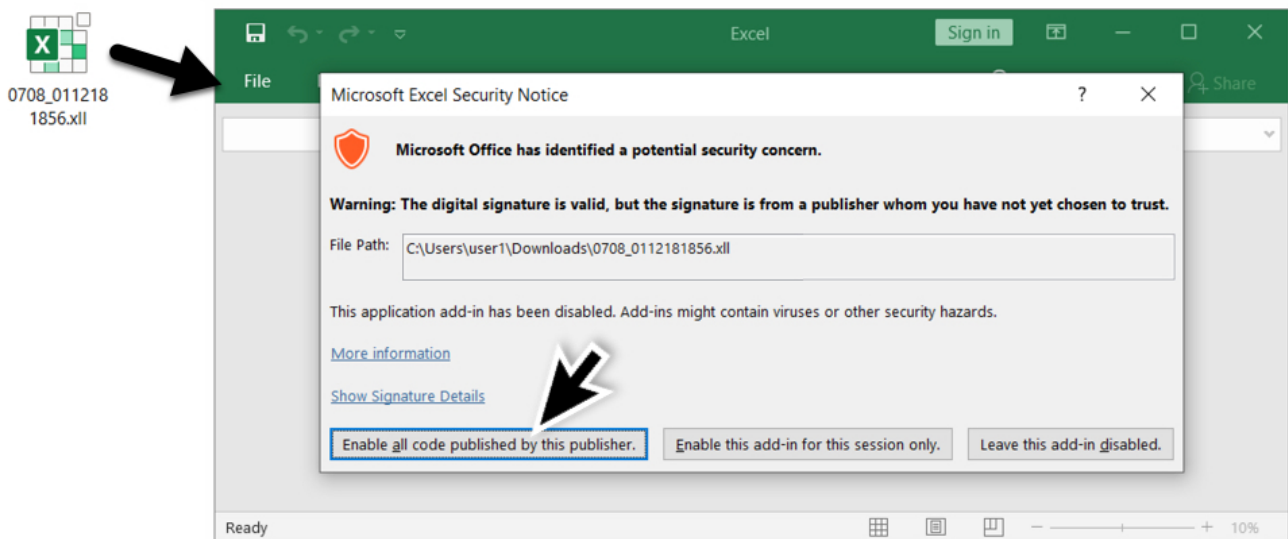 X
0708_011218
1856.xll
Excel
Sign in
File
Share
Microsoft Excel Security Notice
?
Microsoft Office has identified a potential security concern.
Warning: The digital signature is valid, but the signature is from a publisher whom you have not yet chosen to trust.
File Path: C:\Users\user1\Downloads\0708_0112181856.xll
This application add-in has been disabled. Add-ins might contain viruses or other security hazards.
More information
Show Signature Details
Enable all code published by this publisher. Enable this add-in for this session only. Leave this add-in disabled.
Ready
10%